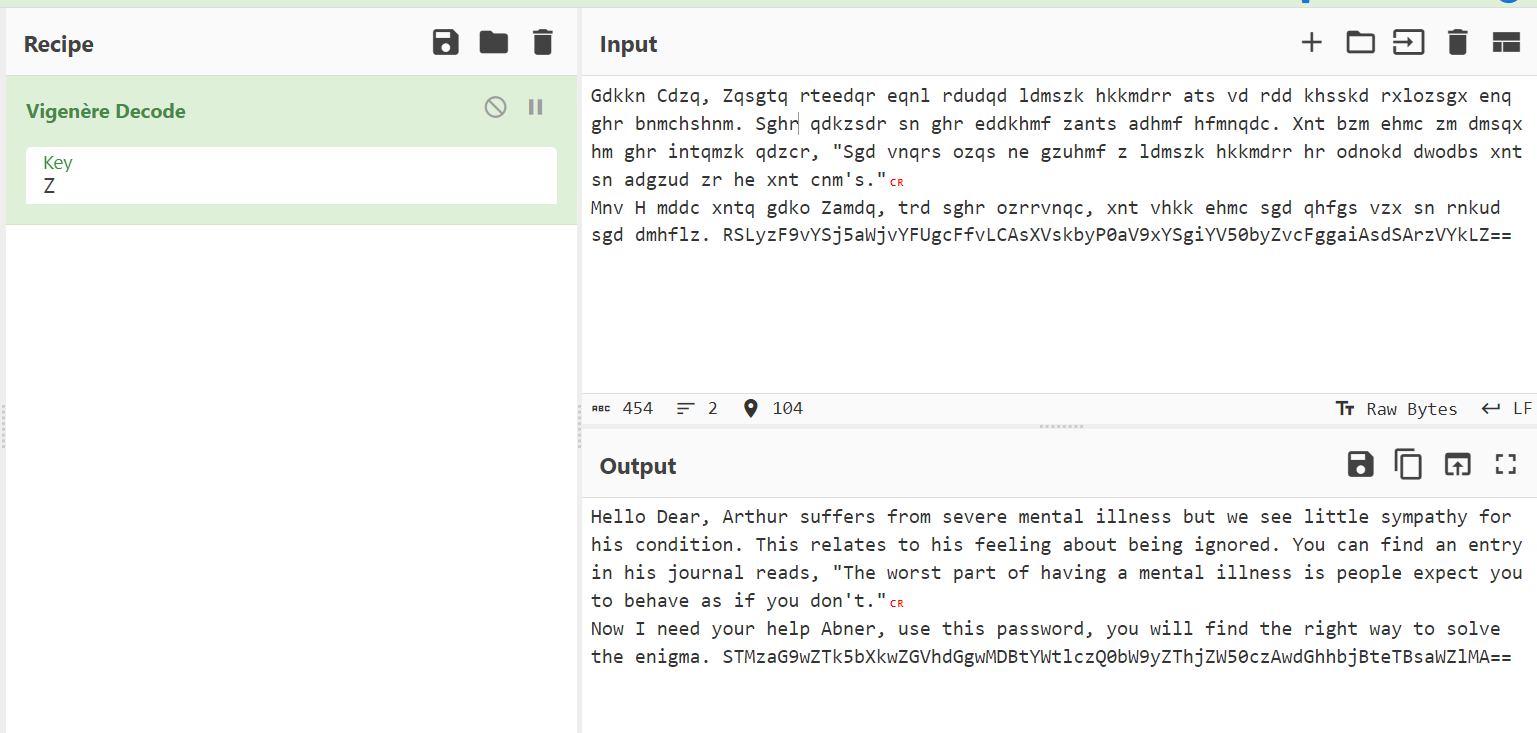 Recipe
Vigenère Decode
Key
Z
Input
Gdkkn Cdzq, Zqsgtq rteedqr eqnl rdudqd ldmszk hkkmdrr ats vd rdd khsskd rxlozsgx enq
ghr bnmchshnm. Sghr qdkzsdr sn ghr eddkhmf zants adhmf hfmnqdc. Xnt bzm ehmc zm dmsqx
hm ghr intqmzk qdzcr, "Sgd vnqrs ozqs ne gzuhmf z ldmszk hkkmdrr hr odnokd dwodbs xnt
sn adgzud zr he xnt cnm's."CR
Mnv H mddc xntq gdko Zamdq, trd sghr ozrrvnqc, xnt vhkk ehmc sgd qhfgs vzx sn rnkud
sgd dmhflz. RSLyzF9vYSj5aWjvYFUgcFfvLCAsXVskbyP0aV9xYSgiYV50byZvcFggaiAsdSArzVYkLZ==
ABC 454 2 104
Tт Raw Bytes LF
Output
Hello Dear, Arthur suffers from severe mental illness but we see little sympathy for
his condition. This relates to his feeling about being ignored. You can find an entry
in his journal reads, "The worst part of having a mental illness is people expect you
to behave as if you don't."CR
Now I need your help Abner, use this password, you will find the right way to solve
the enigma. STMzaG9wZTk5bXkwZGVhdGgwMDBtYWtlczQ0bW9yZThjZW50czAwdGhhbjBteTBsaWZlMA==